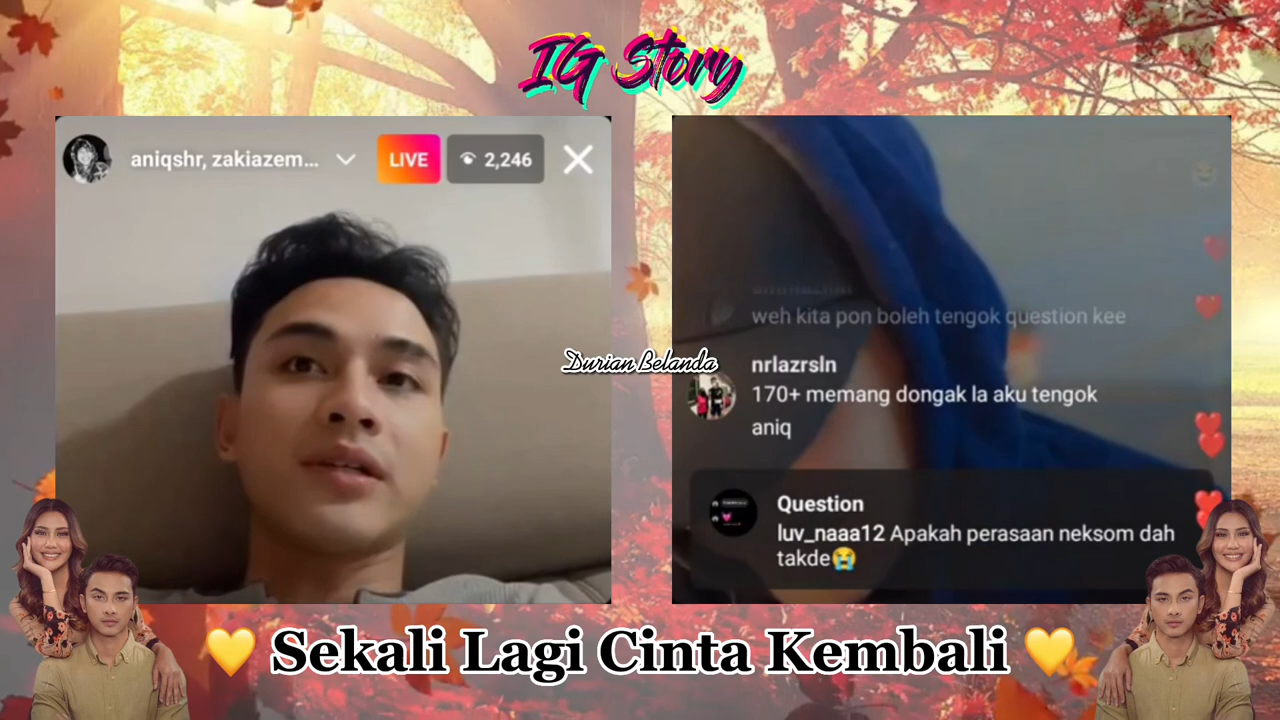 IG Story
aniqshr, zakiazem...
LIVE
2,246
weh kita pon boleh tengok question kee
nrlazrsln
170+ memang dongak la aku tengok
aniq
Durian Belanda
Question
luv_naaa12 Apakah perasaan neksom dah
takde😭
💛 Sekali Lagi Cinta Kembali 💛